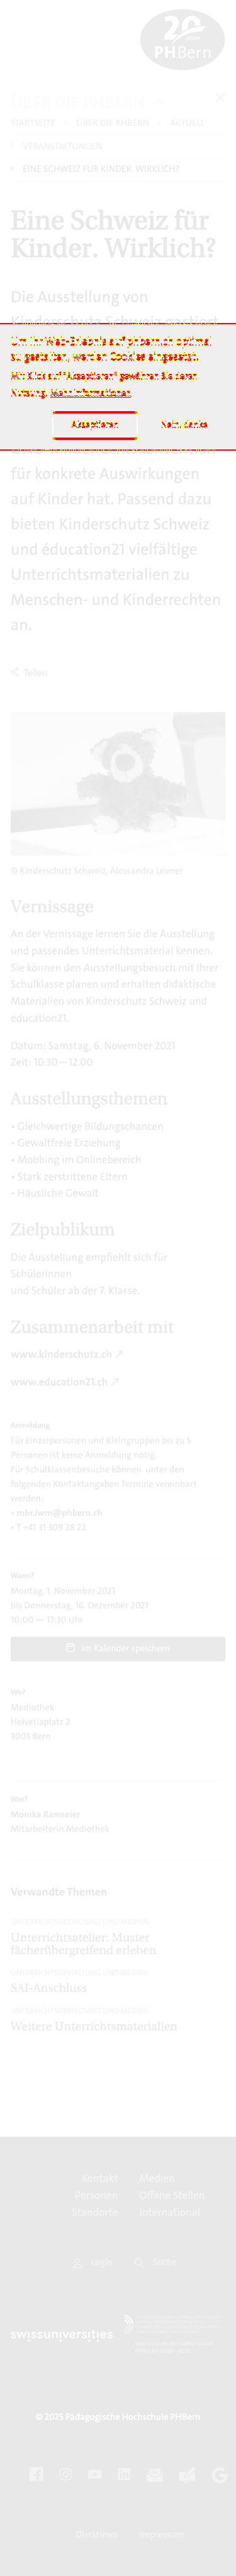 20
Jahre
PHBern
ÜBER DIE PHBERN
STARTSEITE > ÜBER DIE PHBERN > AKTUELL
> VERANSTALTUNGEN
> EINE SCHWEIZ FÜR KINDER. WIRKLICH?
Eine Schweiz für
Kinder. Wirklich?
Die Ausstellung von
Kinderschutz Schweiz gastiert
Um Ihr Web-Erlebnis auf phbern.ch optimal
zu gestalten, werden Cookies eingesetzt.
Mit Klick auf "Akzeptieren" gewähren Sie deren
Nutzung. Mehr Informationen
Akzeptieren
Nein, danke
für konkrete Auswirkungen
auf den Alltag hat. Passend dazu
bieten Kinderschutz Schweiz
und éducation21 vielfältige
Unterrichtsmaterialien zu
Menschen- und Kinderrechten
an.
Teilen
© Kinderschutz Schweiz, Alessandra Leimer
Vernissage
An der Vernissage lernen Sie die Ausstellung
und passendes Unterrichtsmaterial kennen.
Sie können den Ausstellungsbesuch mit Ihrer
Schulklasse planen und erhalten didaktische
Materialien von Kinderschutz Schweiz und
éducation21.
Datum: Samstag, 6. November 2021
Zeit: 10.30—12.00
Ausstellungsthemen
• Gleichwertige Bildungschancen
• Gewaltfreie Erziehung
• Mobbing im Onlinebereich
• Stark zerstrittene Eltern
• Häusliche Gewalt
Zielpublikum
Die Ausstellung empfiehlt sich für
Schülerinnen
und Schüler ab der 7. Klasse.
Zusammenarbeit mit
www.kinderschutz.ch
www.education21.ch
Anmeldung
Für Einzelpersonen und Kleingruppen bis zu 5
Personen ist keine Anmeldung nötig.
Für Schulklassenbesuche können unter den
folgenden Kontaktangaben Termine vereinbart
werden:
• mbr.iwm@phbern.ch
• T +41 31 309 28 22
Wann?
Montag, 1. November 2021
bis Donnerstag, 16. Dezember 2021
10:00 — 17:30 Uhr
Im Kalender speichern
Wo?
Mediothek
Helvetiaplatz 2
3005 Bern
Wer?
Monika Ramseier
Mitarbeiterin Mediothek
Verwandte Themen
UNTERRICHTSGESTALTUNG UND MEDIEN
Unterrichtsatelier: Muster
fächerübergreifend erleben
UNTERRICHTSGESTALTUNG UND MEDIEN
SAI-Anschluss
UNTERRICHTSGESTALTUNG UND MEDIEN
Weitere Unterrichtsmaterialien
Kontakt
Personen
Standorte
Medien
Offene Stellen
International
Login
Suche
swissuniversities
© 2025 Pädagogische Hochschule PHBern
Disclaimer
Impressum